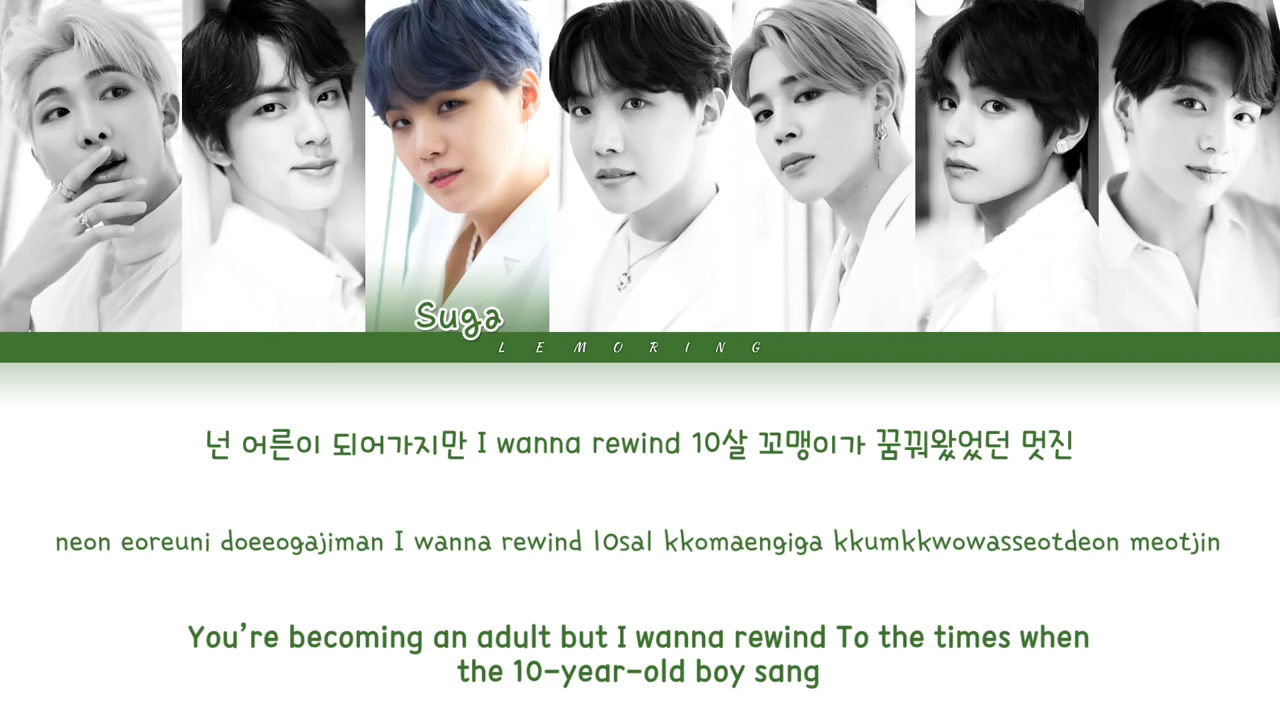 Suga
LEMORING
넌 어른이 되어가지만 I wanna rewind 10살 꼬맹이가 꿈꿔왔었던 멋진
neon eoreuni doeeogajiman I wanna rewind 10sal kkomaengiga kkumkkwowasseotdeon meotjin
You're becoming an adult but I wanna rewind To the times when
the 10-year-old boy sang